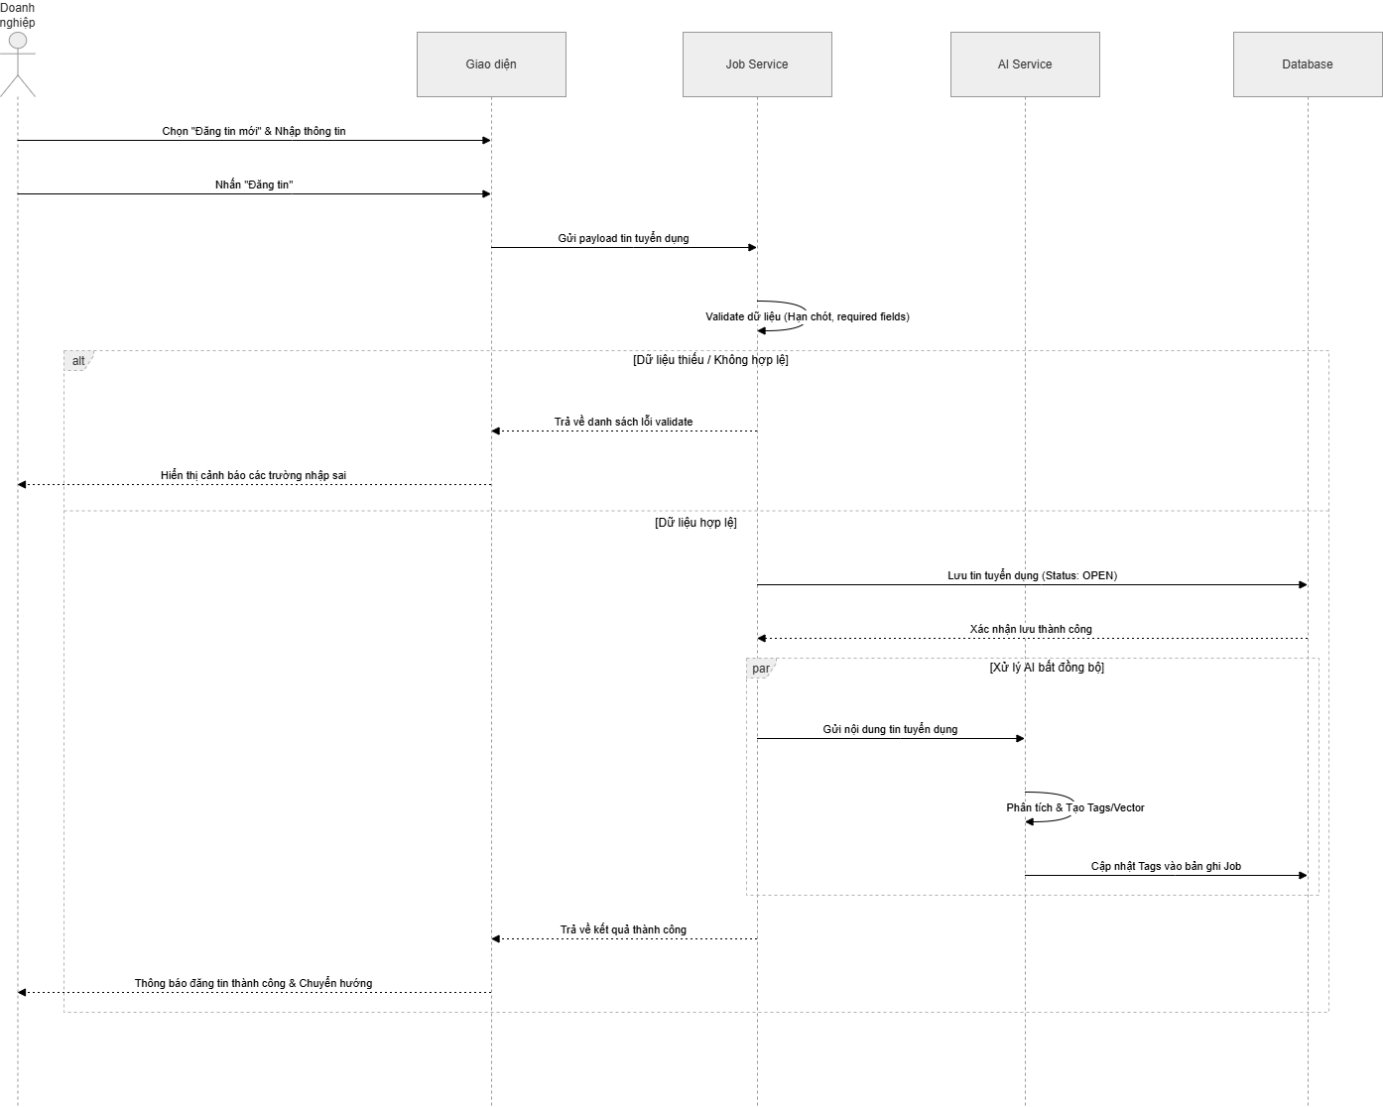 Doanh
nghiệp
Giao diện
Job Service
AI Service
Database
Chọn "Đăng tin mới" & Nhập thông tin
Nhấn "Đăng tin"
Gửi payload tin tuyển dụng
Validate dữ liệu (Hạn chót, required fields)
alt
[Dữ liệu thiếu / Không hợp lệ]
Trả về danh sách lỗi validate
Hiển thị cảnh báo các trường nhập sai
[Dữ liệu hợp lệ]
Lưu tin tuyển dụng (Status: OPEN)
Xác nhận lưu thành công
par
[Xử lý AI bất đồng bộ]
Gửi nội dung tin tuyển dụng
Phân tích & Tạo Tags/Vector
Cập nhật Tags vào bản ghi Job
Trả về kết quả thành công
Thông báo đăng tin thành công & Chuyển hướng